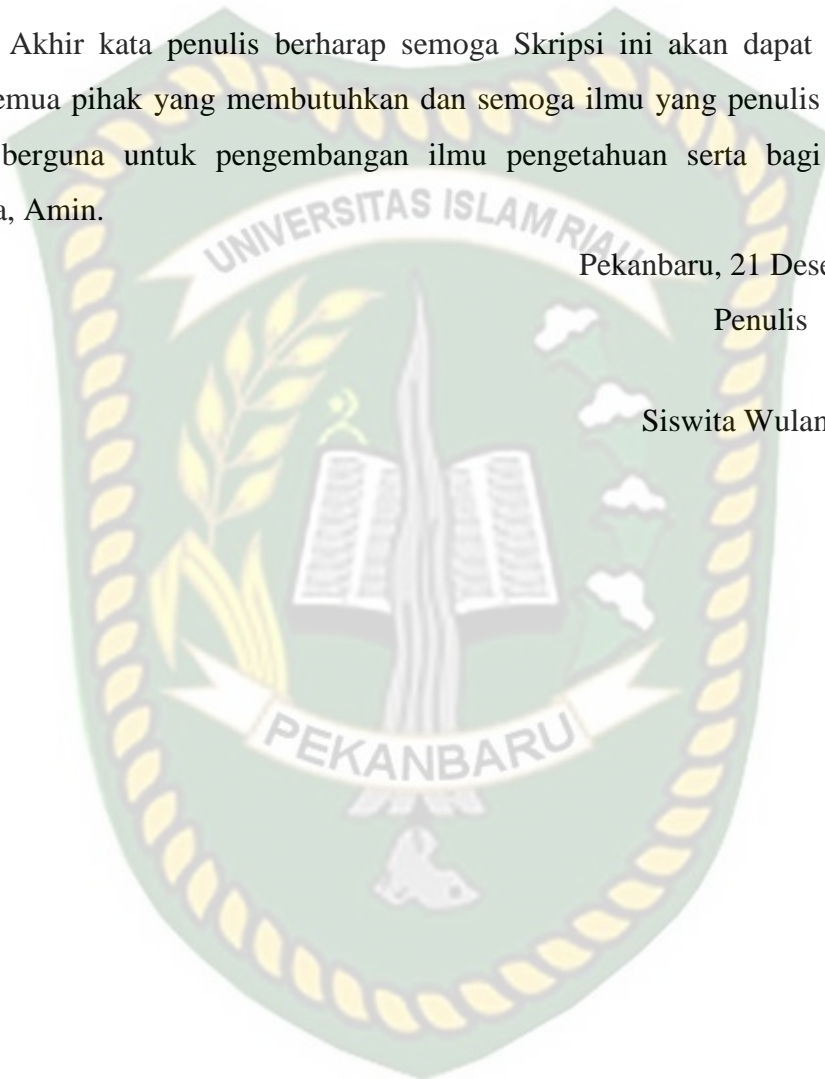 Akhir kata penulis berharap semoga Skripsi ini akan dapat
emua pihak yang membutuhkan dan semoga ilmu yang penulis
berguna untuk pengembangan ilmu pengetahuan serta bagi
a, Amin.
UNIVERSITAS ISLAM RIAU
Pekanbaru, 21 Dese
Penulis
Siswita Wulan
PEKANBARU